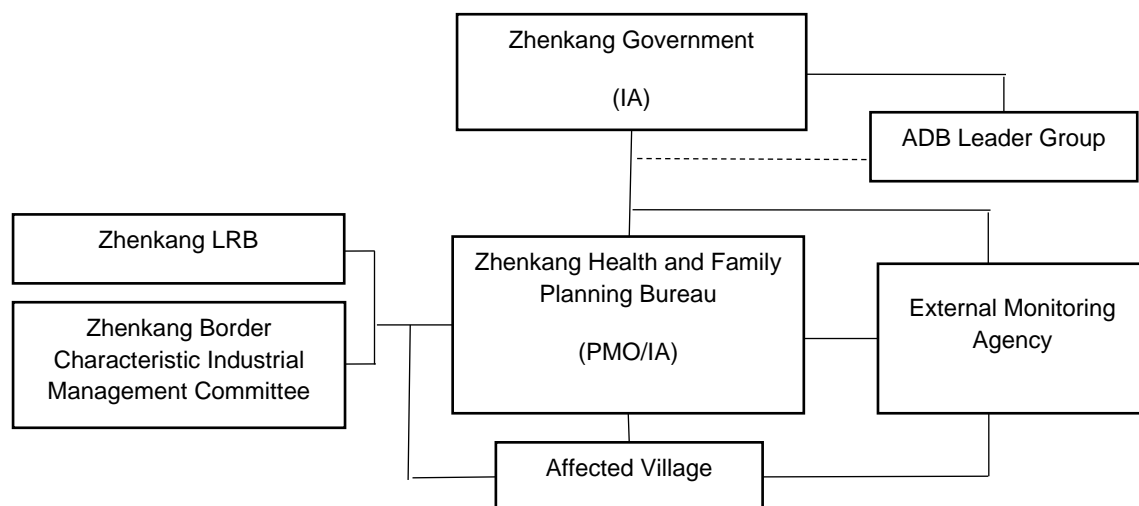 Zhenkang Government
(IA)
ADB Leader Group
Zhenkang LRB
Zhenkang Border
Characteristic Industrial
Management Committee
Zhenkang Health and Family
Planning Bureau
(PMO/IA)
External Monitoring
Agency
Affected Village